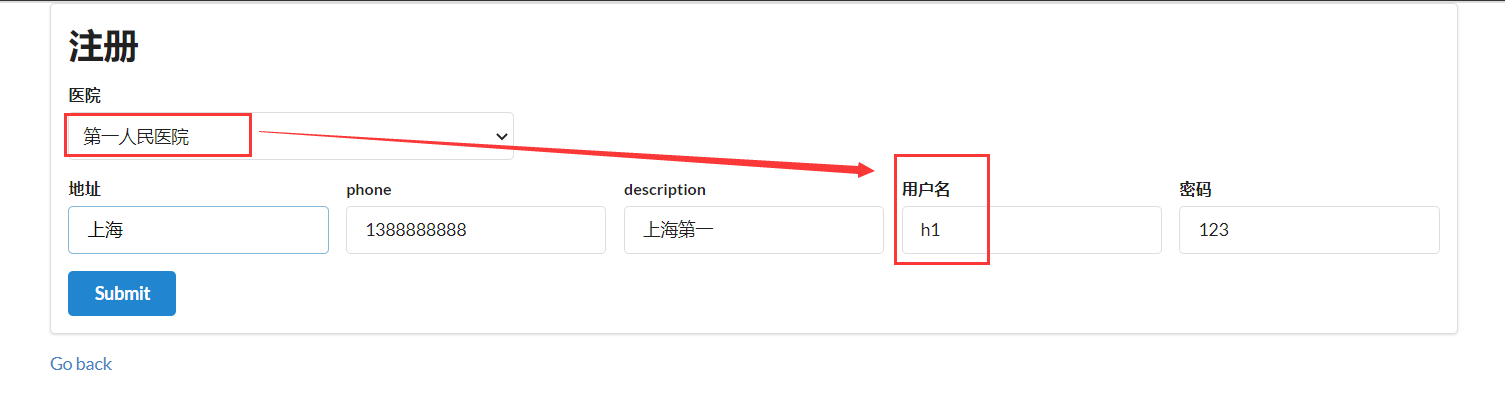 注册
医院
第一人民医院
地址 phone description 用户名 密码
上海 1388888888 上海第一 h1 123
Submit
Go back